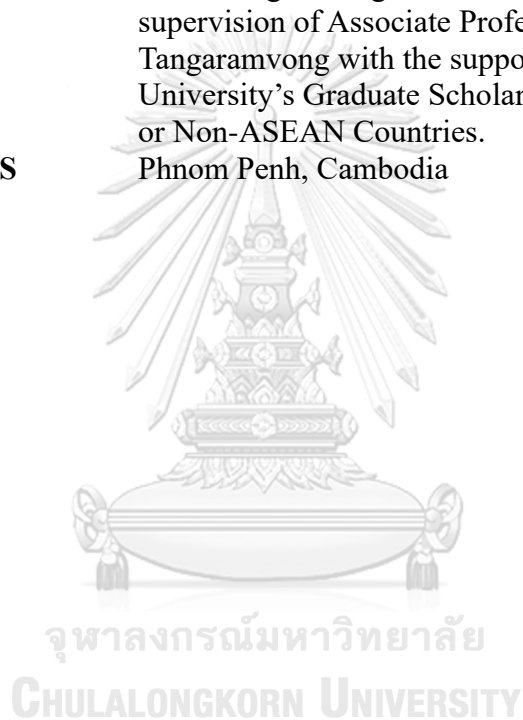 supervision of Associate Profe
Tangaramvong with the suppo
University's Graduate Scholar
or Non-ASEAN Countries.
S Phnom Penh, Cambodia
จุฬาลงกรณ์มหาวิทยาลัย
CHULALONGKORN UNIVERSITY